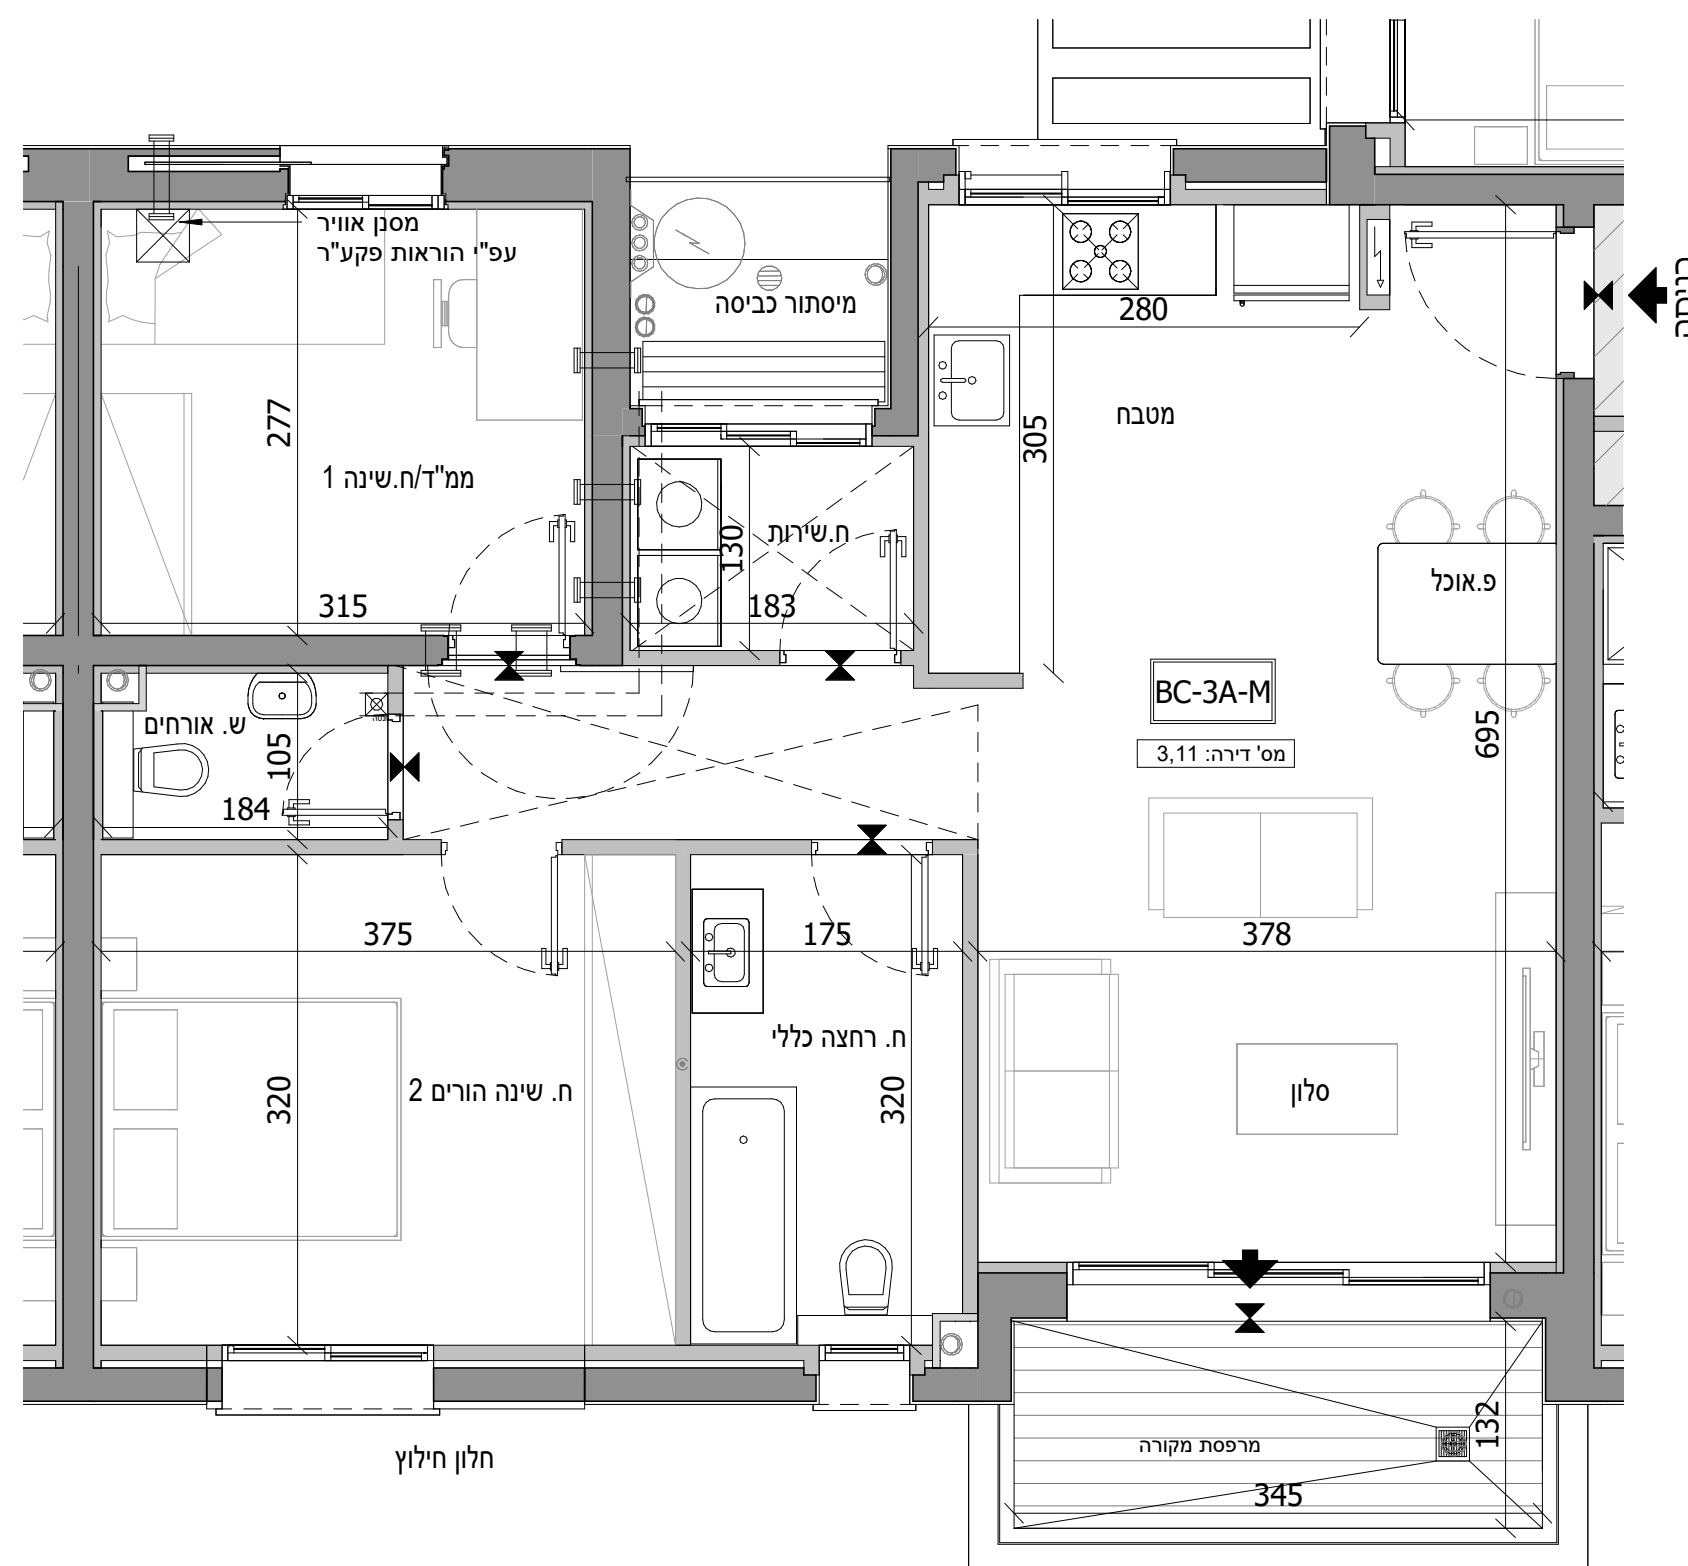 מסנן אוויר
עפ"י הוראות פקע"ר
מיסתור כביסה
280
כניסה
277
305
מטבח
ממ"ד/ח.שינה 1
ח.שירות
130
פ.אוכל
315
183
BC-3A-M
ש. אורחים
105
695
מס' דירה: 3,11
184
375
175
378
ח. רחצה כללי
320
ח. שינה הורים 2
320
סלון
132
מרפסת מקורה
חלון חילוץ
345